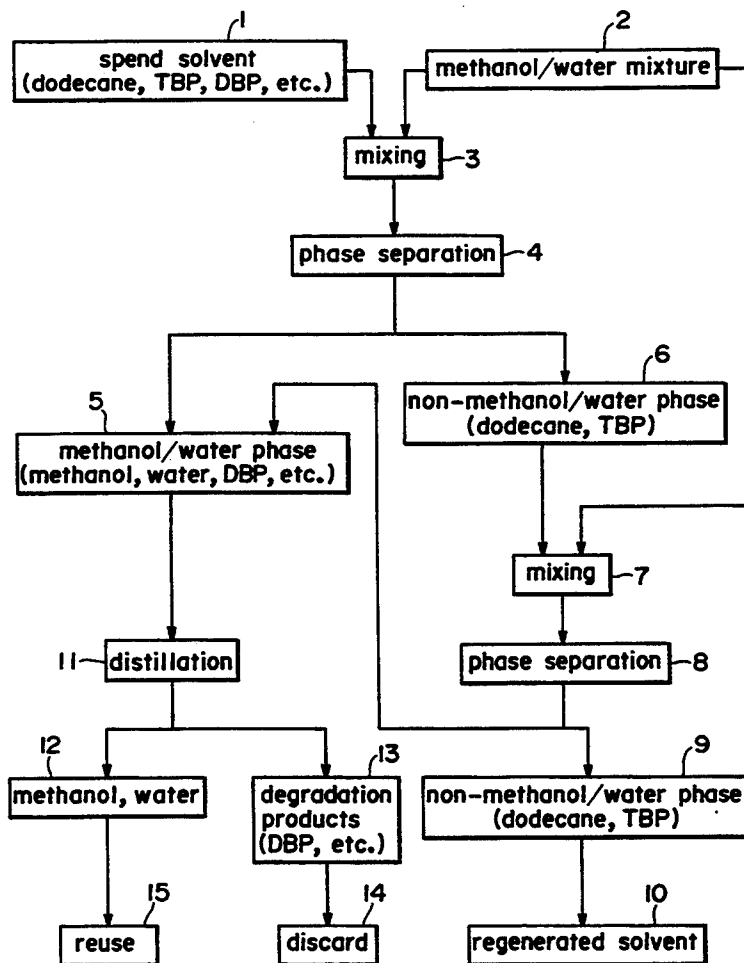 1
spend solvent
(dodecane, TBP, DBP, etc.)
2
methanol/water mixture
mixing
3
phase separation
4
5
methanol/water phase
(methanol, water, DBP, etc.)
6
non-methanol/water phase
(dodecane, TBP)
mixing
7
11
distillation
phase separation
8
12
methanol, water
13
degradation
products
(DBP, etc.)
9
non-methanol/water phase
(dodecane, TBP)
15
reuse
14
discard
10
regenerated solvent